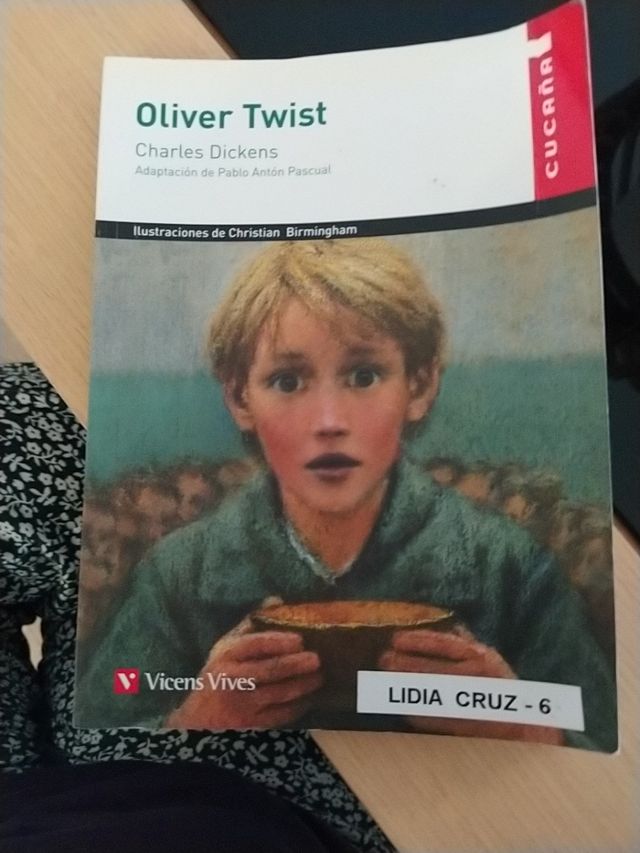 Oliver Twist
Charles Dickens
Adaptación de Pablo Antón Pascual
CUCAÑA
Ilustraciones de Christian Birmingham
V Vicens Vives
LIDIA CRUZ - 6